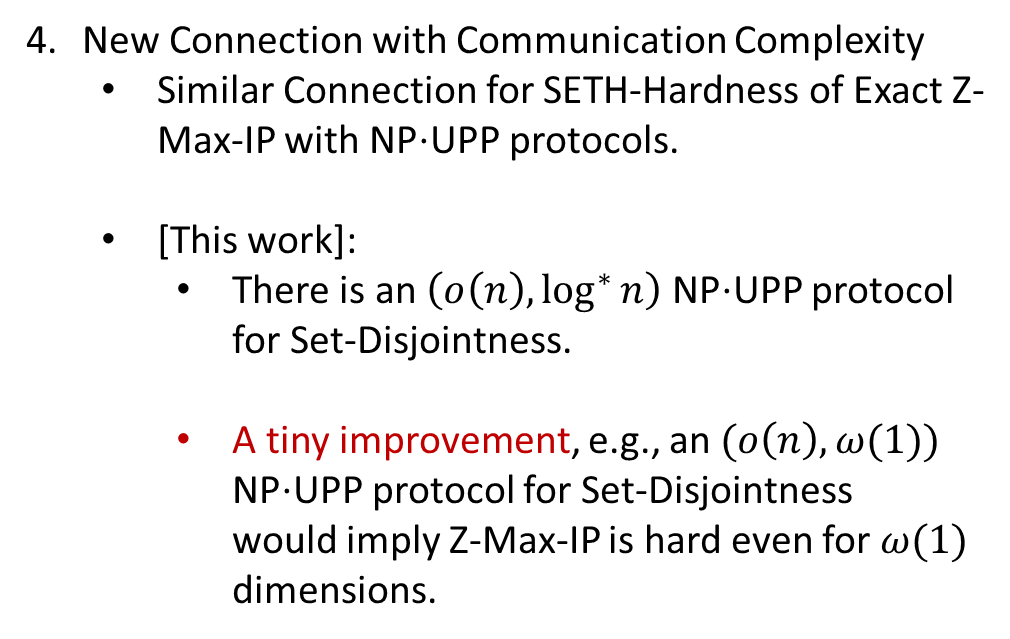 4. New Connection with Communication Complexity
• Similar Connection for SETH-Hardness of Exact Z-
Max-IP with NP·UPP protocols.
• [This work]:
• There is an (o(n), log* n) NP·UPP protocol
for Set-Disjointness.
• A tiny improvement, e.g., an (o(n), ω(1))
NP·UPP protocol for Set-Disjointness
would imply Z-Max-IP is hard even for ω(1)
dimensions.